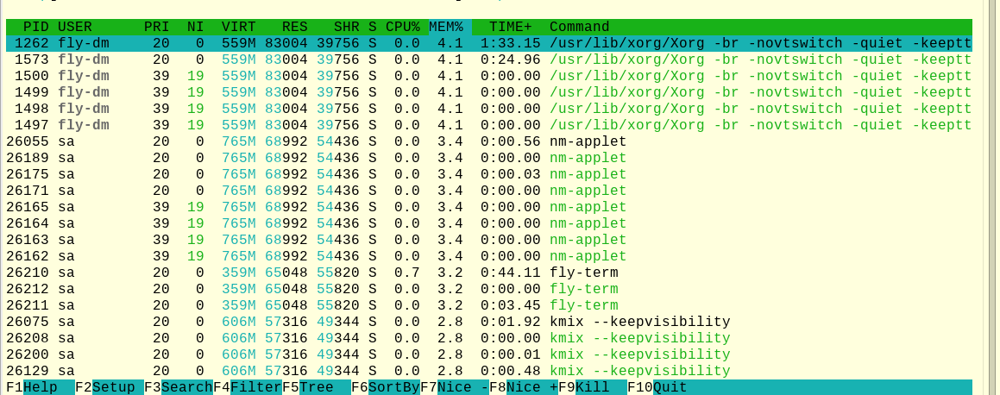 PID USER PRI NI VIRT RES SHR S CPU% MEM% TIME+ Command
1262 fly-dm 20 0 559M 83004 39756 S 0.0 4.1 1:33.15 /usr/lib/xorg/Xorg -br -novtswitch -quiet -keeptt
1573 fly-dm 20 0 559M 83004 39756 S 0.0 4.1 0:24.96 /usr/lib/xorg/Xorg -br -novtswitch -quiet -keeptt
1500 fly-dm 39 19 559M 83004 39756 S 0.0 4.1 0:00.00 /usr/lib/xorg/Xorg -br -novtswitch -quiet -keeptt
1499 fly-dm 39 19 559M 83004 39756 S 0.0 4.1 0:00.00 /usr/lib/xorg/Xorg -br -novtswitch -quiet -keeptt
1498 fly-dm 39 19 559M 83004 39756 S 0.0 4.1 0:00.00 /usr/lib/xorg/Xorg -br -novtswitch -quiet -keeptt
1497 fly-dm 39 19 559M 83004 39756 S 0.0 4.1 0:00.00 /usr/lib/xorg/Xorg -br -novtswitch -quiet -keeptt
26055 sa 20 0 765M 68992 54436 S 0.0 3.4 0:00.56 nm-applet
26189 sa 20 0 765M 68992 54436 S 0.0 3.4 0:00.00 nm-applet
26175 sa 20 0 765M 68992 54436 S 0.0 3.4 0:00.03 nm-applet
26171 sa 20 0 765M 68992 54436 S 0.0 3.4 0:00.00 nm-applet
26165 sa 39 19 765M 68992 54436 S 0.0 3.4 0:00.00 nm-applet
26164 sa 39 19 765M 68992 54436 S 0.0 3.4 0:00.00 nm-applet
26163 sa 39 19 765M 68992 54436 S 0.0 3.4 0:00.00 nm-applet
26162 sa 39 19 765M 68992 54436 S 0.0 3.4 0:00.00 nm-applet
26210 sa 20 0 359M 65048 55820 S 0.7 3.2 0:44.11 fly-term
26212 sa 20 0 359M 65048 55820 S 0.0 3.2 0:00.00 fly-term
26211 sa 20 0 359M 65048 55820 S 0.0 3.2 0:03.45 fly-term
26075 sa 20 0 606M 57316 49344 S 0.0 2.8 0:01.92 kmix --keepvisibility
26208 sa 20 0 606M 57316 49344 S 0.0 2.8 0:00.00 kmix --keepvisibility
26200 sa 20 0 606M 57316 49344 S 0.0 2.8 0:00.01 kmix --keepvisibility
26129 sa 20 0 606M 57316 49344 S 0.0 2.8 0:00.48 kmix --keepvisibility
F1Help F2Setup F3SearchF4FilterF5Tree F6SortByF7Nice -F8Nice +F9Kill F10Quit